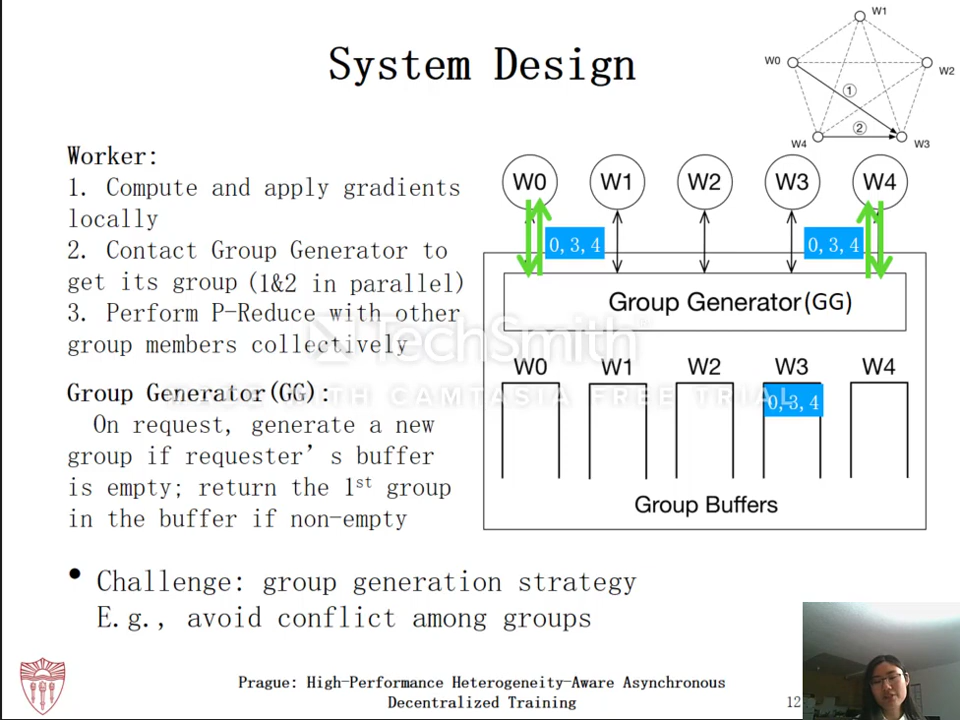 System Design
W1
W0
W2
①
②
W4
W3
Worker:
1. Compute and apply gradients
locally
2. Contact Group Generator to
get its group (1&2 in parallel)
3. Perform P-Reduce with other
group members collectively
Group Generator(GG):
On request, generate a new
group if requester's buffer
is empty; return the 1st group
in the buffer if non-empty
W0 W1 W2 W3 W4
0,3,4 0,3,4
Group Generator(GG)
W0 W1 W2 W3 W4
0,3,4
Group Buffers
TechSmith
MADE WITH CAMTASIA FREE TRIAL
• Challenge: group generation strategy
E.g., avoid conflict among groups
Prague: High-Performance Heterogeneity-Aware Asynchronous
Decentralized Training
12